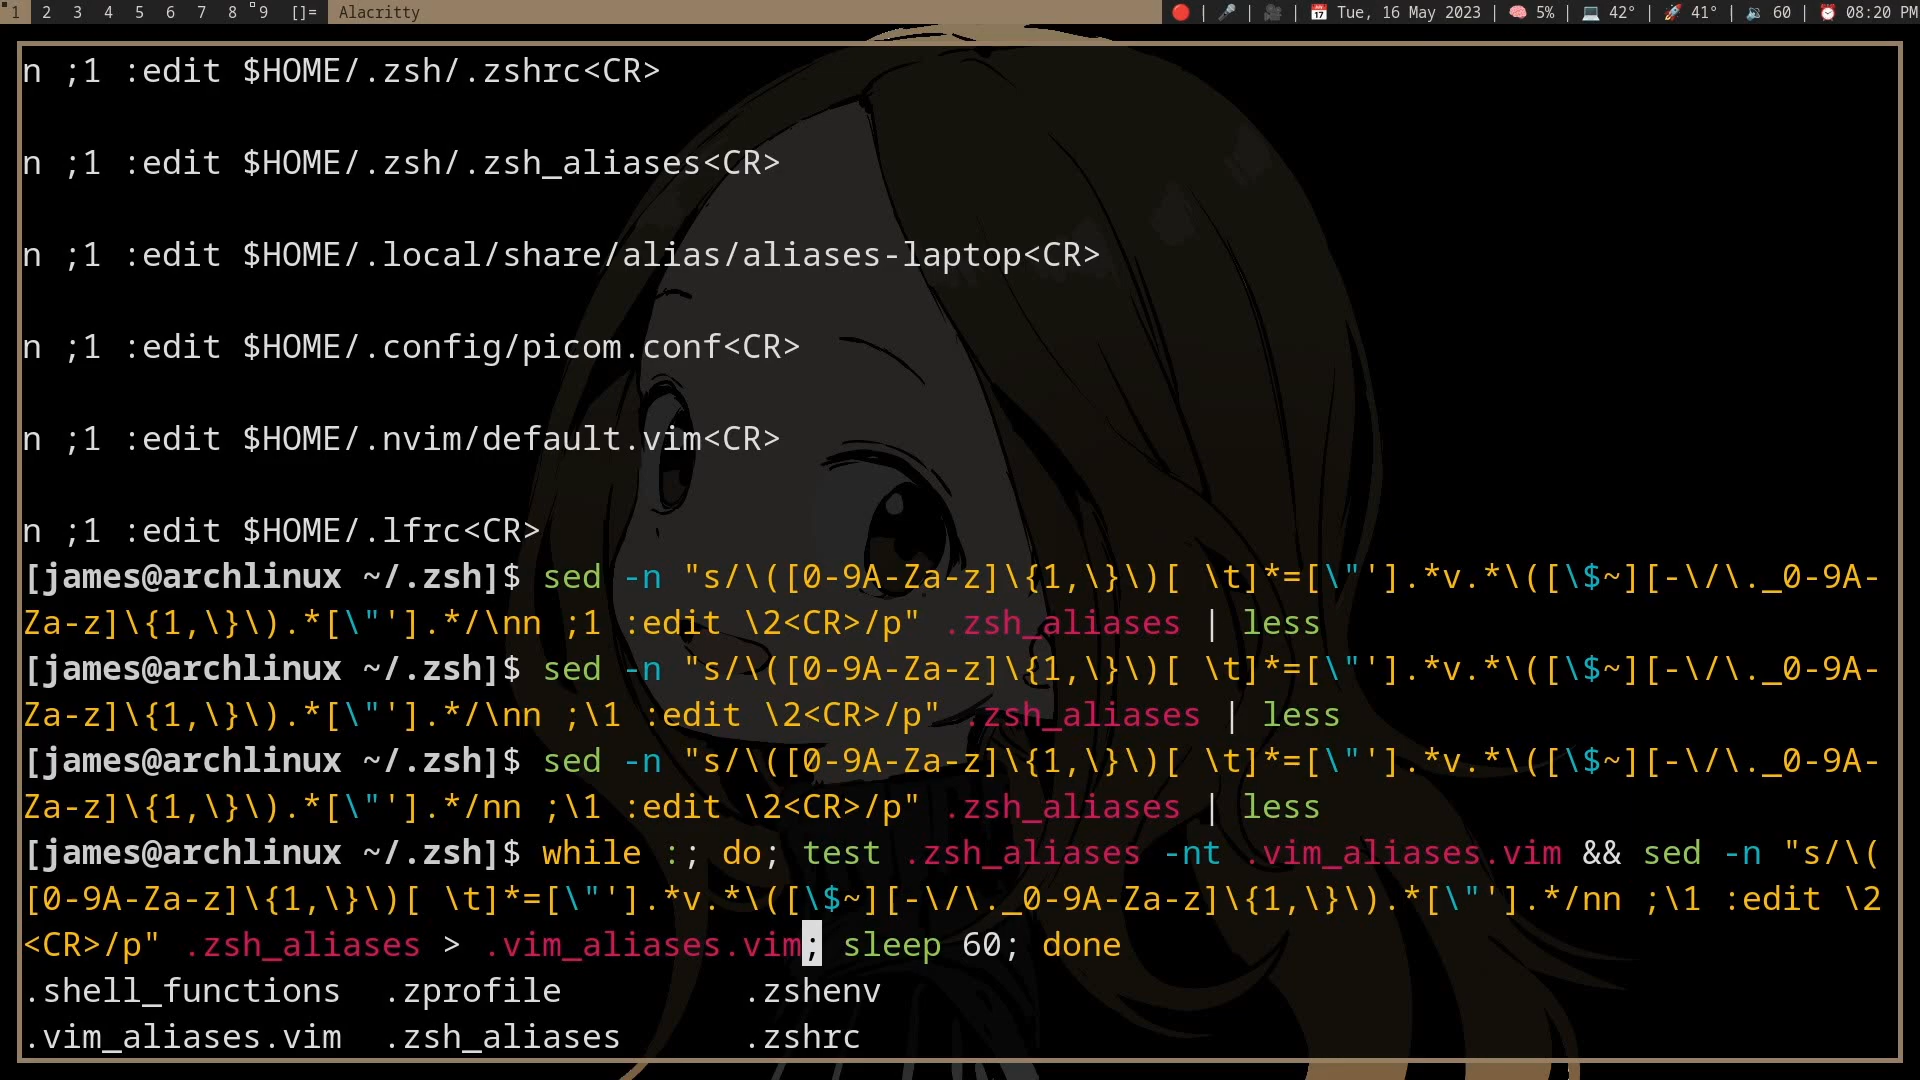 1 2 3 4 5 6 7 8 9 []= Alacritty | | | Tue, 16 May 2023 | 5% | 42° | 41° | 60 | 08:20 PM
n ;1 :edit $HOME/.zsh/.zshrc<CR>
n ;1 :edit $HOME/.zsh/.zsh_aliases<CR>
n ;1 :edit $HOME/.local/share/alias/aliases-laptop<CR>
n ;1 :edit $HOME/.config/picom.conf<CR>
n ;1 :edit $HOME/.nvim/default.vim<CR>
n ;1 :edit $HOME/.lfrc<CR>
[james@archlinux ~/.zsh]$ sed -n "s/\([0-9A-Za-z]\{1,\}\)[ \t]*=[\"'].*v.*\([\$~][-\/\._0-9A-
Za-z]\{1,\}\).*[\"'].*/\nn ;1 :edit \2<CR>/p" .zsh_aliases | less
[james@archlinux ~/.zsh]$ sed -n "s/\([0-9A-Za-z]\{1,\}\)[ \t]*=[\"'].*v.*\([\$~][-\/\._0-9A-
Za-z]\{1,\}\).*[\"'].*/\nn ;\1 :edit \2<CR>/p" .zsh_aliases | less
[james@archlinux ~/.zsh]$ sed -n "s/\([0-9A-Za-z]\{1,\}\)[ \t]*=[\"'].*v.*\([\$~][-\/\._0-9A-
Za-z]\{1,\}\).*[\"'].*/nn ;\1 :edit \2<CR>/p" .zsh_aliases | less
[james@archlinux ~/.zsh]$ while :; do; test .zsh_aliases -nt .vim_aliases.vim && sed -n "s/\(
[0-9A-Za-z]\{1,\}\)[ \t]*=[\"'].*v.*\([\$~][-\/\._0-9A-Za-z]\{1,\}\).*[\"'].*/nn ;\1 :edit \2
<CR>/p" .zsh_aliases > .vim_aliases.vim; sleep 60; done
.shell_functions .zprofile .zshenv
.vim_aliases.vim .zsh_aliases .zshrc